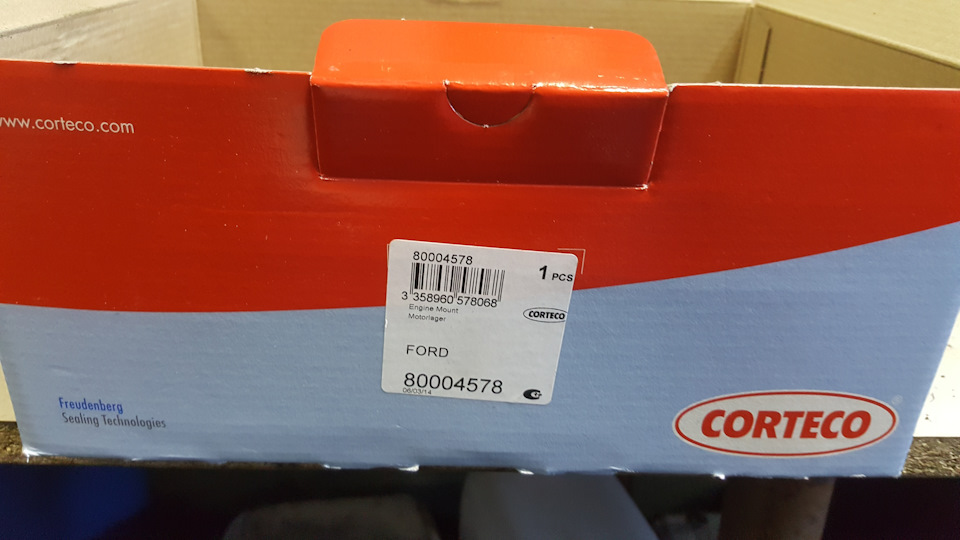 www.corteco.com
80004578
1 PCS
3 358960 578068
Engine Mount
Motorlager
CORTECO
FORD
80004578
06/03/14
Freudenberg
Sealing Technologies
CORTECO